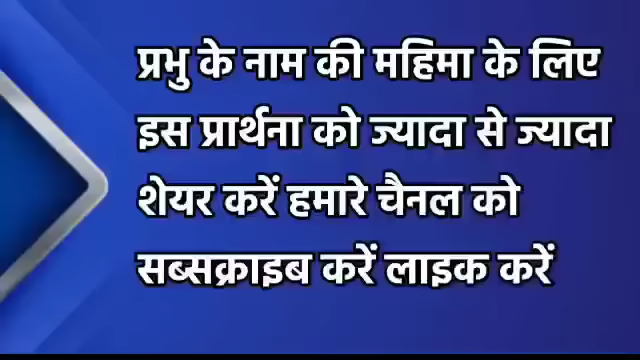 प्रभु के नाम की महिमा के लिए
इस प्रार्थना को ज्यादा से ज्यादा
शेयर करें हमारे चैनल को
सब्सक्राइब करें लाइक करें